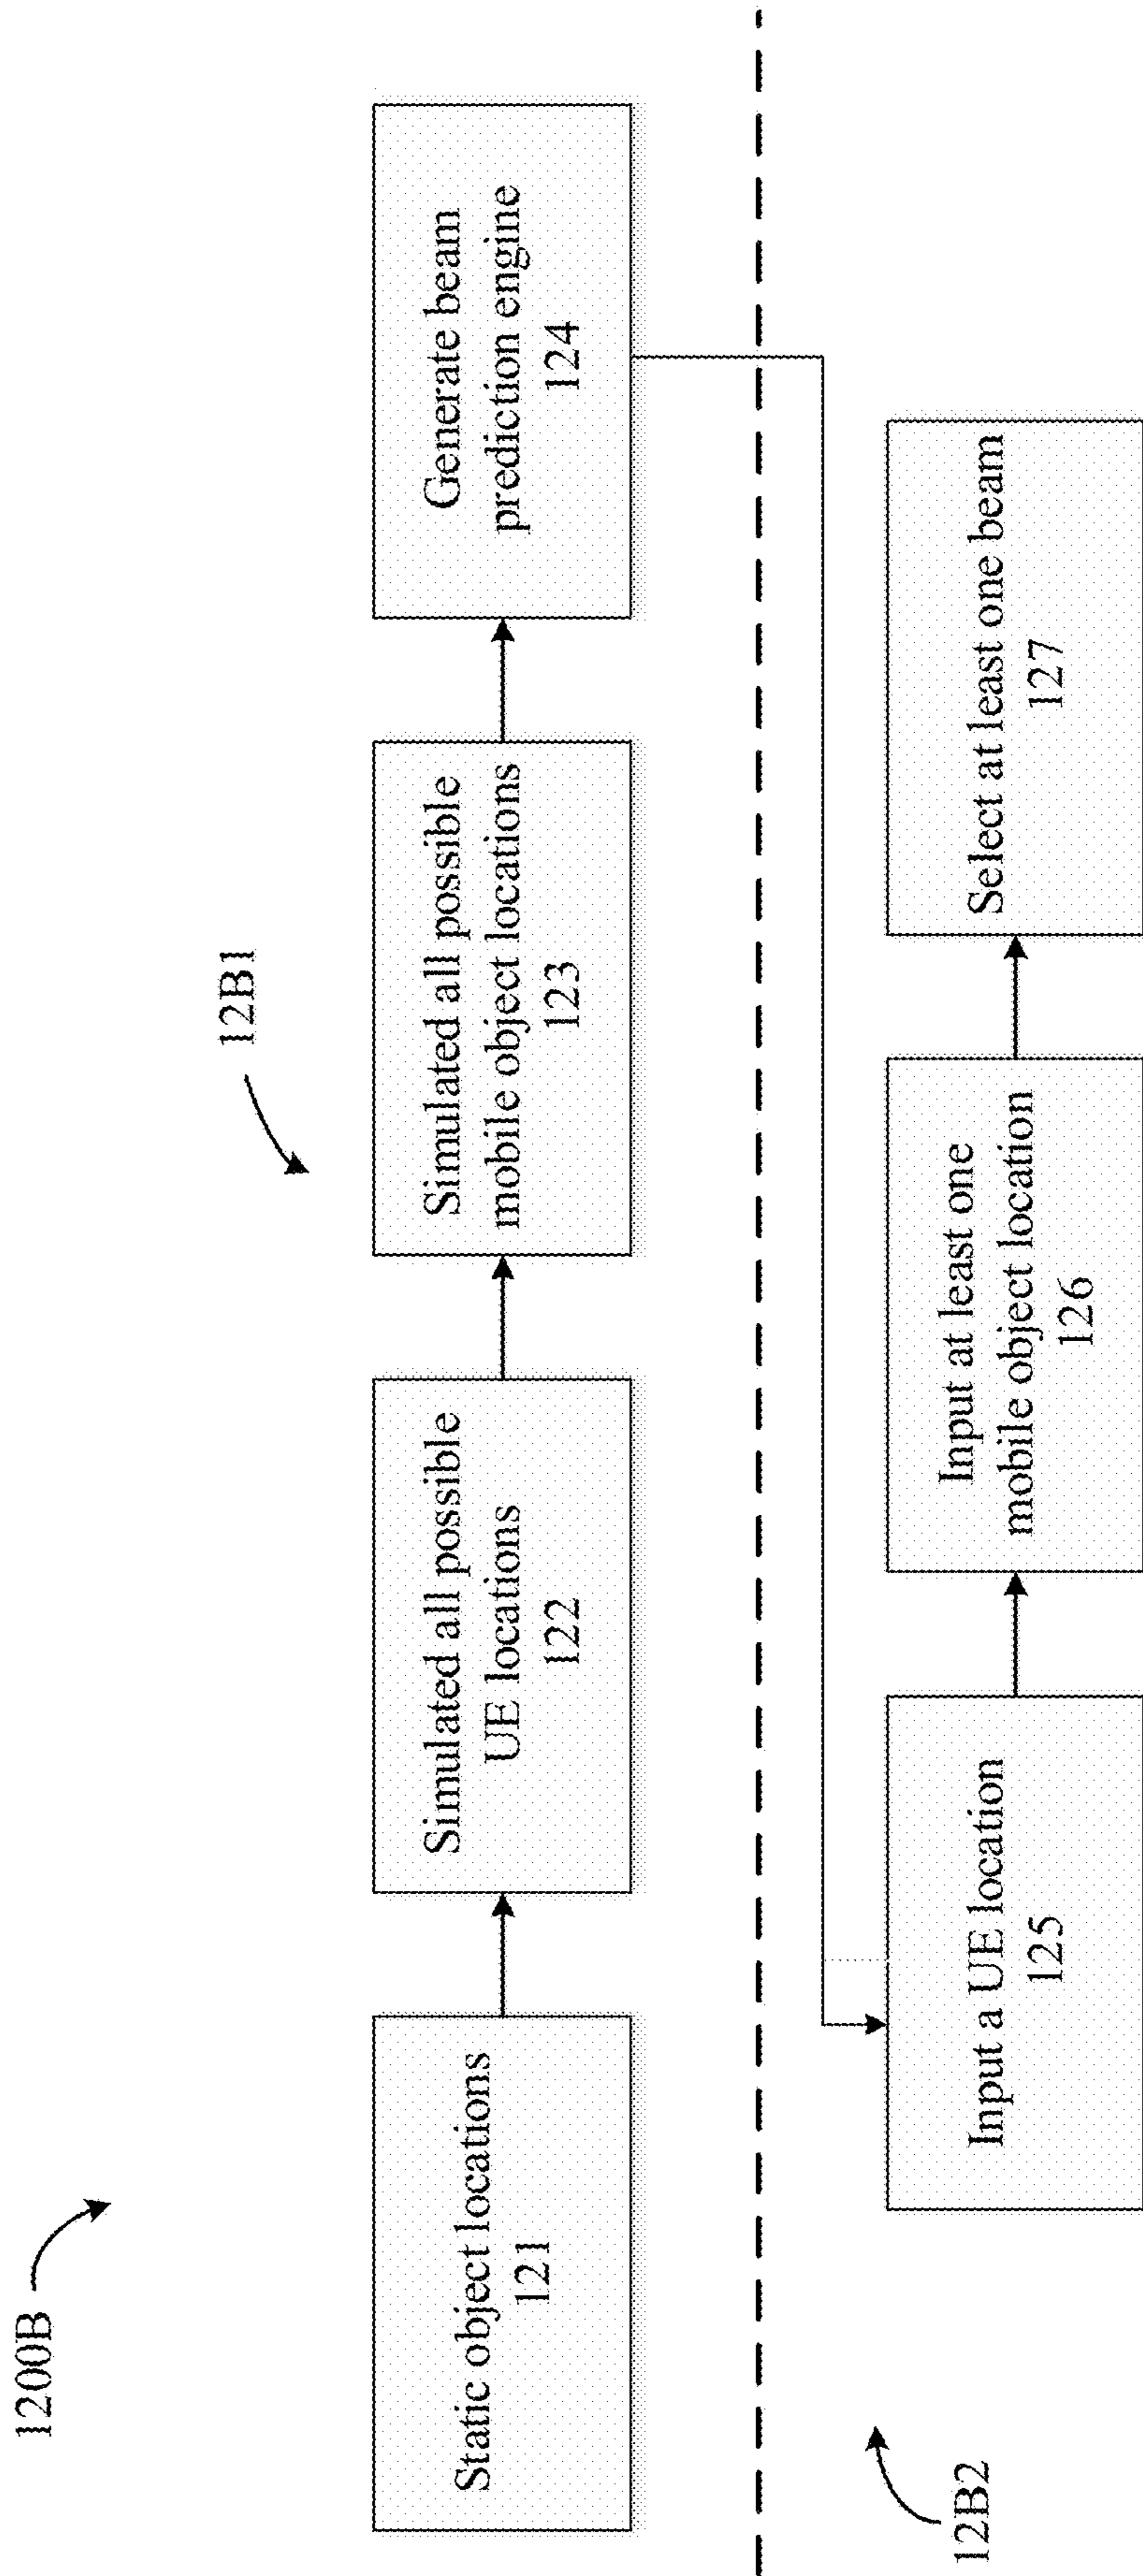 1200B
12B1
Static object locations
121
Simulated all possible
UE locations
122
Simulated all possible
mobile object locations
123
Generate beam
prediction engine
124
12B2
Input a UE location
125
Input at least one
mobile object location
126
Select at least one beam
127